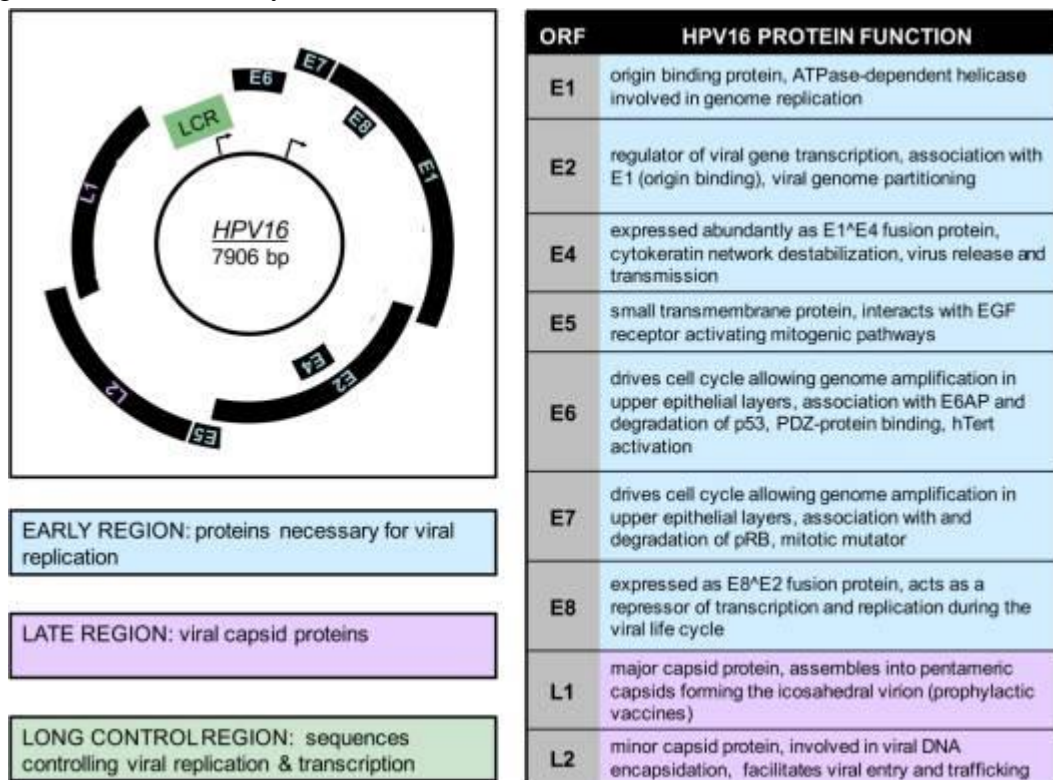 E7
E6
LCR
E8
E1
L1
HPV16
7906 bp
E4
E2
L2
E5
EARLY REGION: proteins necessary for viral
replication
LATE REGION: viral capsid proteins
LONG CONTROL REGION: sequences
controlling viral replication & transcription
ORF HPV16 PROTEIN FUNCTION
E1
origin binding protein, ATPase-dependent helicase
involved in genome replication
E2
regulator of viral gene transcription, association with
E1 (origin binding), viral genome partitioning
E4
expressed abundantly as E1^E4 fusion protein,
cytokeratin network destabilization, virus release and
transmission
E5
small transmembrane protein, interacts with EGF
receptor activating mitogenic pathways
E6
drives cell cycle allowing genome amplification in
upper epithelial layers, association with E6AP and
degradation of p53, PDZ-protein binding, hTert
activation
E7
drives cell cycle allowing genome amplification in
upper epithelial layers, association with and
degradation of pRB, mitotic mutator
E8
expressed as E8^E2 fusion protein, acts as a
repressor of transcription and replication during the
viral life cycle
L1
major capsid protein, assembles into pentameric
capsids forming the icosahedral virion (prophylactic
vaccines)
L2
minor capsid protein, involved in viral DNA
encapsidation, facilitates viral entry and trafficking